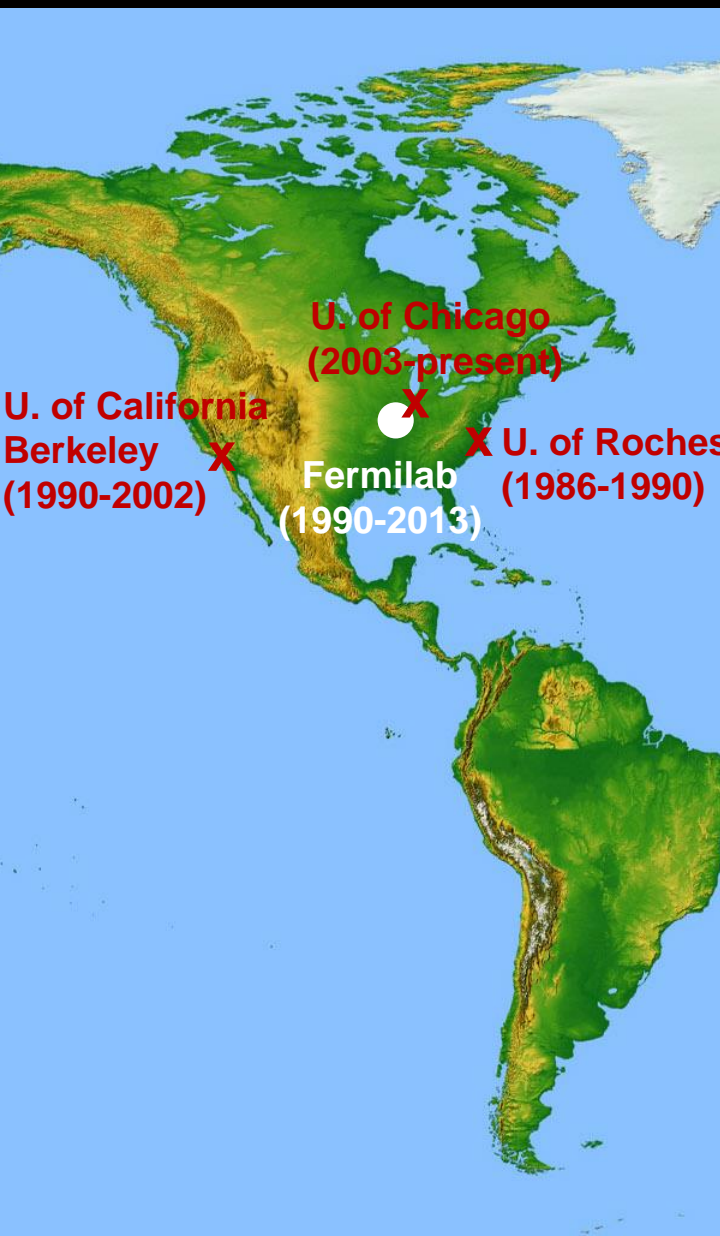 U. of Chicago
(2003-present)
X
U. of California
Berkeley
(1990-2002)
X
Fermilab
(1990-2013)
X U. of Roches
(1986-1990)